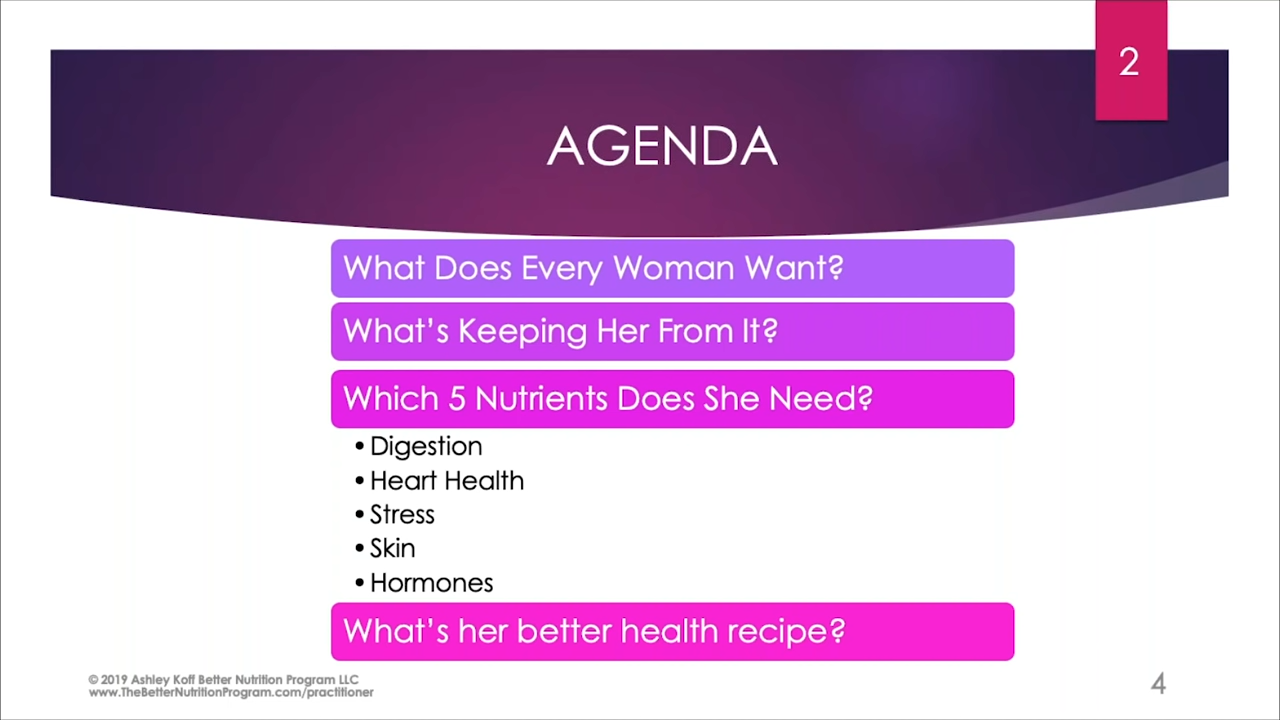 2
AGENDA
What Does Every Woman Want?
What's Keeping Her From It?
Which 5 Nutrients Does She Need?
• Digestion
• Heart Health
• Stress
• Skin
• Hormones
What's her better health recipe?
© 2019 Ashley Koff Better Nutrition Program LLC
www.TheBetterNutritionProgram.com/practitioner
4